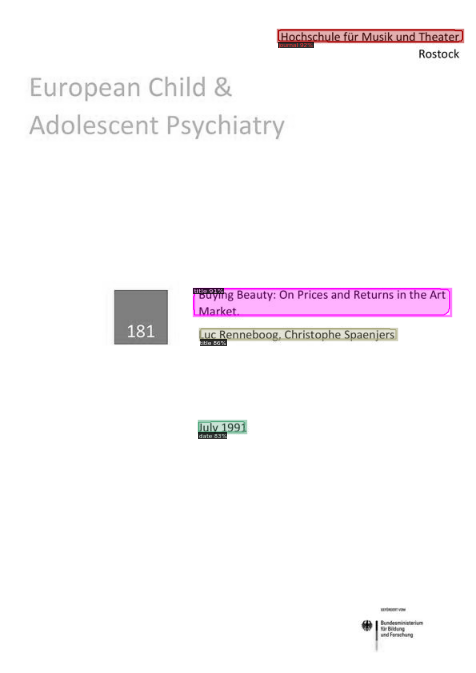 Hochschule für Musik und Theater
journal 92%
Rostock
European Child &
Adolescent Psychiatry
title 91%
Buying Beauty: On Prices and Returns in the Art
Market.
181
Luc Renneboog, Christophe Spaenjers
title 86%
July 1991
date 83%
GEFÖRDERT VOM
Bundesministerium
für Bildung
und Forschung